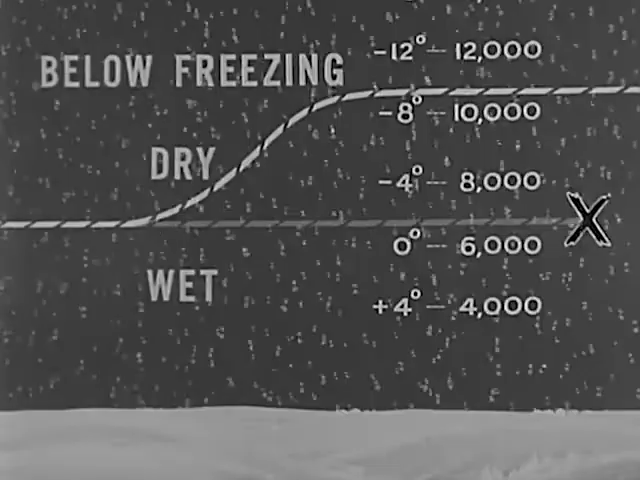 -12° — 12,000
BELOW FREEZING
-8° — 10,000
DRY
-4° — 8,000
X
0° — 6,000
WET
+4° — 4,000